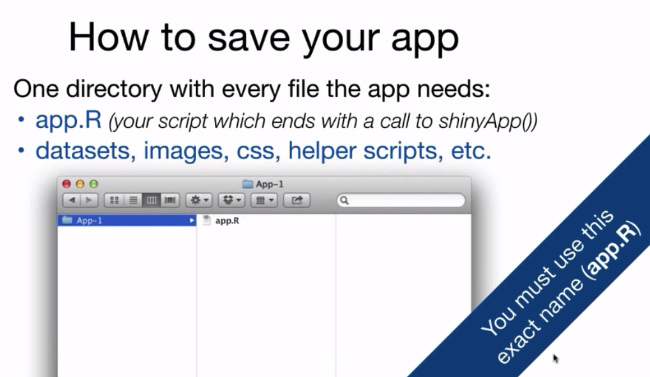 How to save your app
One directory with every file the app needs:
• app.R (your script which ends with a call to shinyApp())
• datasets, images, css, helper scripts, etc.
App-1
App-1
app.R
You must use this
exact name (app.R)